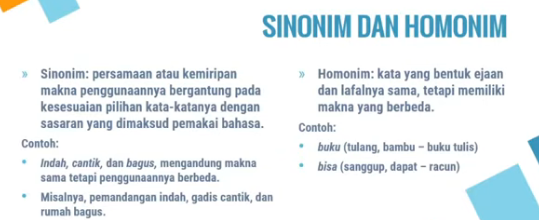 SINONIM DAN HOMONIM
» Sinonim: persamaan atau kemiripan
makna penggunaannya bergantung pada
kesesuaian pilihan kata-katanya dengan
sasaran yang dimaksud pemakai bahasa.
Contoh:
• Indah, cantik, dan bagus, mengandung makna
sama tetapi penggunaannya berbeda.
• Misalnya, pemandangan indah, gadis cantik, dan
rumah bagus.
» Homonim: kata yang bentuk ejaan
dan lafalnya sama, tetapi memiliki
makna yang berbeda.
Contoh:
• buku (tulang, bambu – buku tulis)
• bisa (sanggup, dapat – racun)